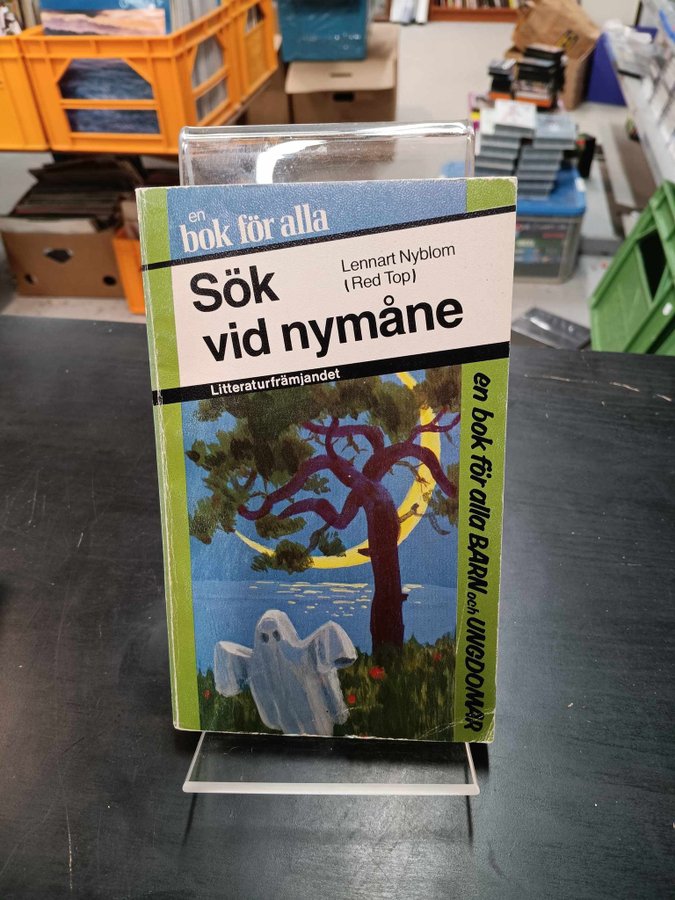 en
bok för alla
Sök
vid nymåne
Lennart Nyblom
(Red Top)
Litteraturfrämjandet
en bok för alla BARN och UNGDOMAR